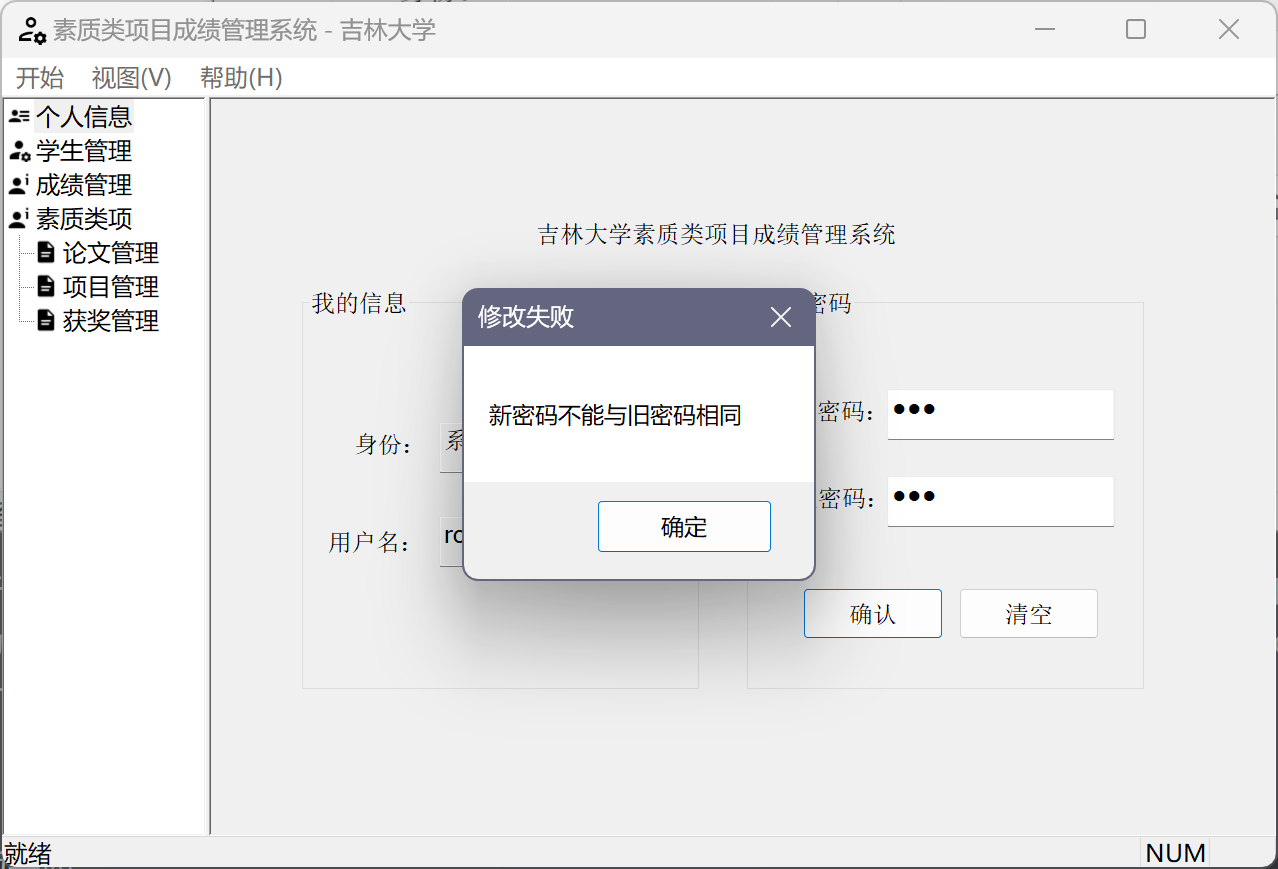 素质类项目成绩管理系统 - 吉林大学
开始 视图(V) 帮助(H)
个人信息
学生管理
成绩管理
素质类项
论文管理
项目管理
获奖管理
吉林大学素质类项目成绩管理系统
我的信息
密码
修改失败
新密码不能与旧密码相同
确定
密码：
密码：
身份：
系
用户名：
ro
确认
清空
就绪
NUM